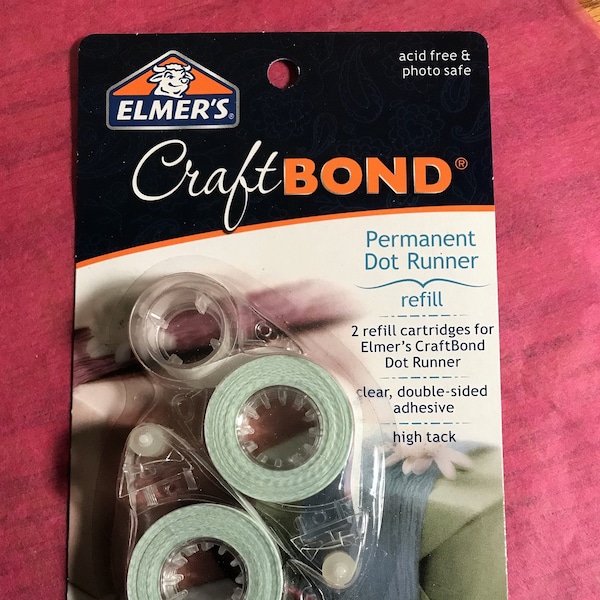 acid free &
photo safe
ELMER'S®
CraftBOND®
Permanent
Dot Runner
refill
2 refill cartridges for
Elmer's CraftBond
Dot Runner
clear, double-sided
adhesive
high tack